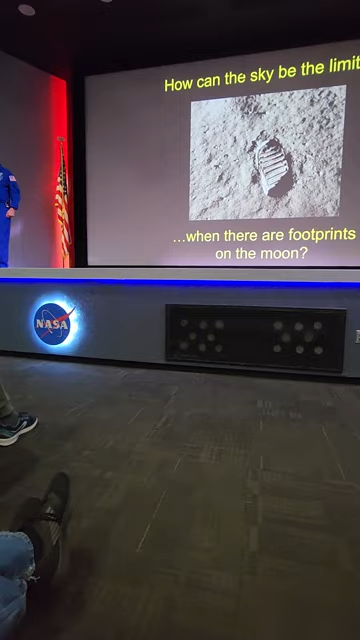 How can the sky be the limit
…when there are footprints
on the moon?
NASA